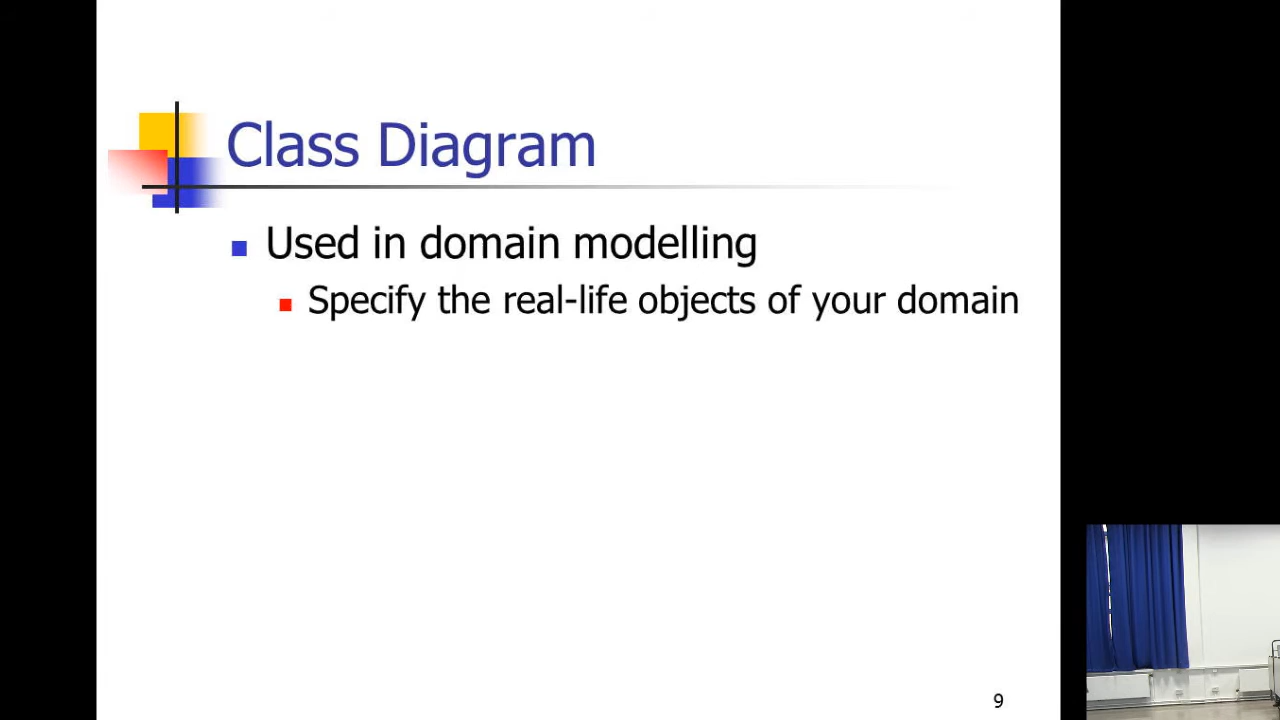 Class Diagram
Used in domain modelling
Specify the real-life objects of your domain
9